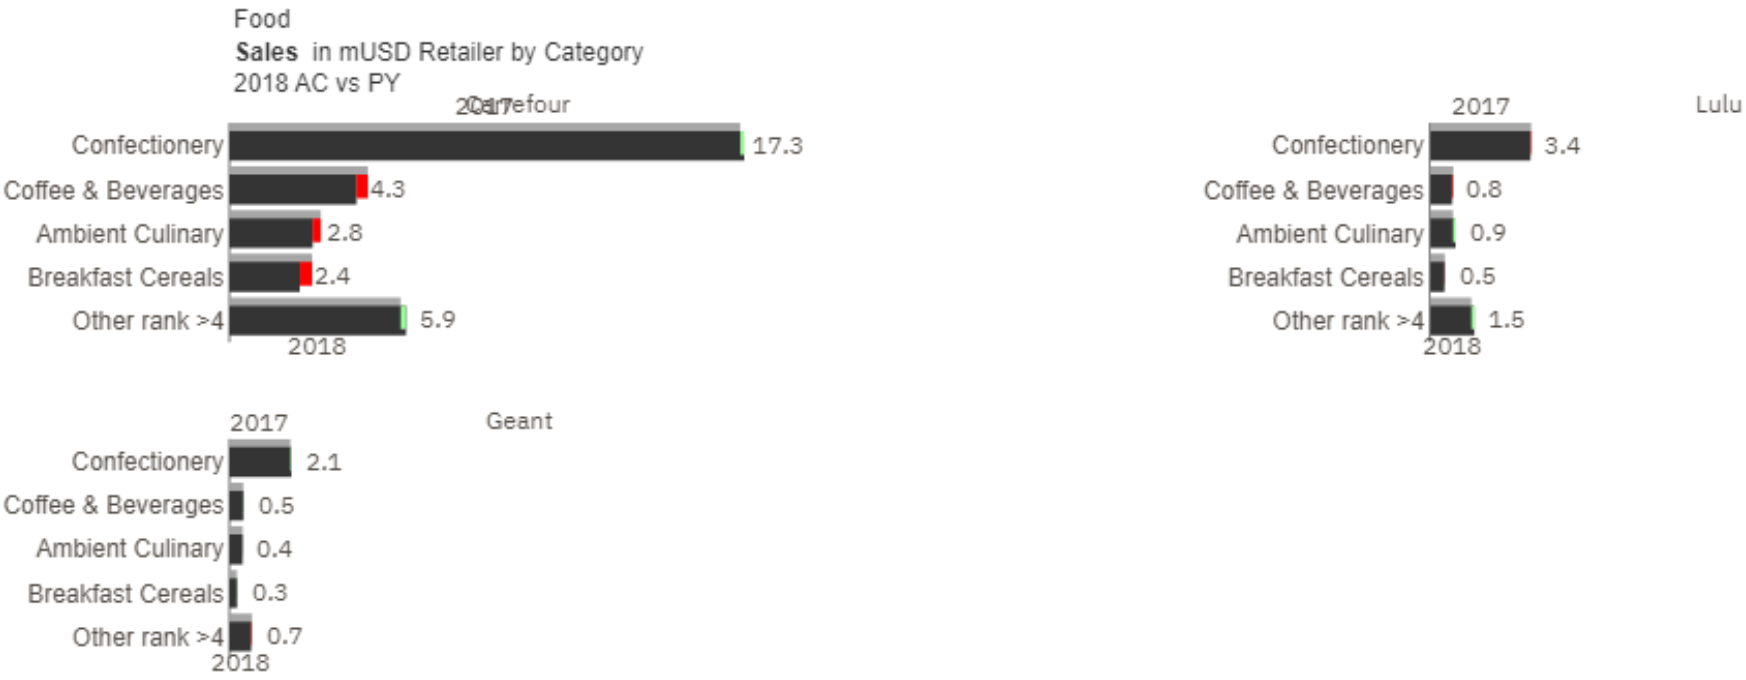 Food
Sales in mUSD Retailer by Category
2018 AC vs PY
2017 Carrefour
Confectionery 17.3
Coffee & Beverages 4.3
Ambient Culinary 2.8
Breakfast Cereals 2.4
Other rank >4 5.9
2018
2017 Lulu
Confectionery 3.4
Coffee & Beverages 0.8
Ambient Culinary 0.9
Breakfast Cereals 0.5
Other rank >4 1.5
2018
2017 Geant
Confectionery 2.1
Coffee & Beverages 0.5
Ambient Culinary 0.4
Breakfast Cereals 0.3
Other rank >4 0.7
2018